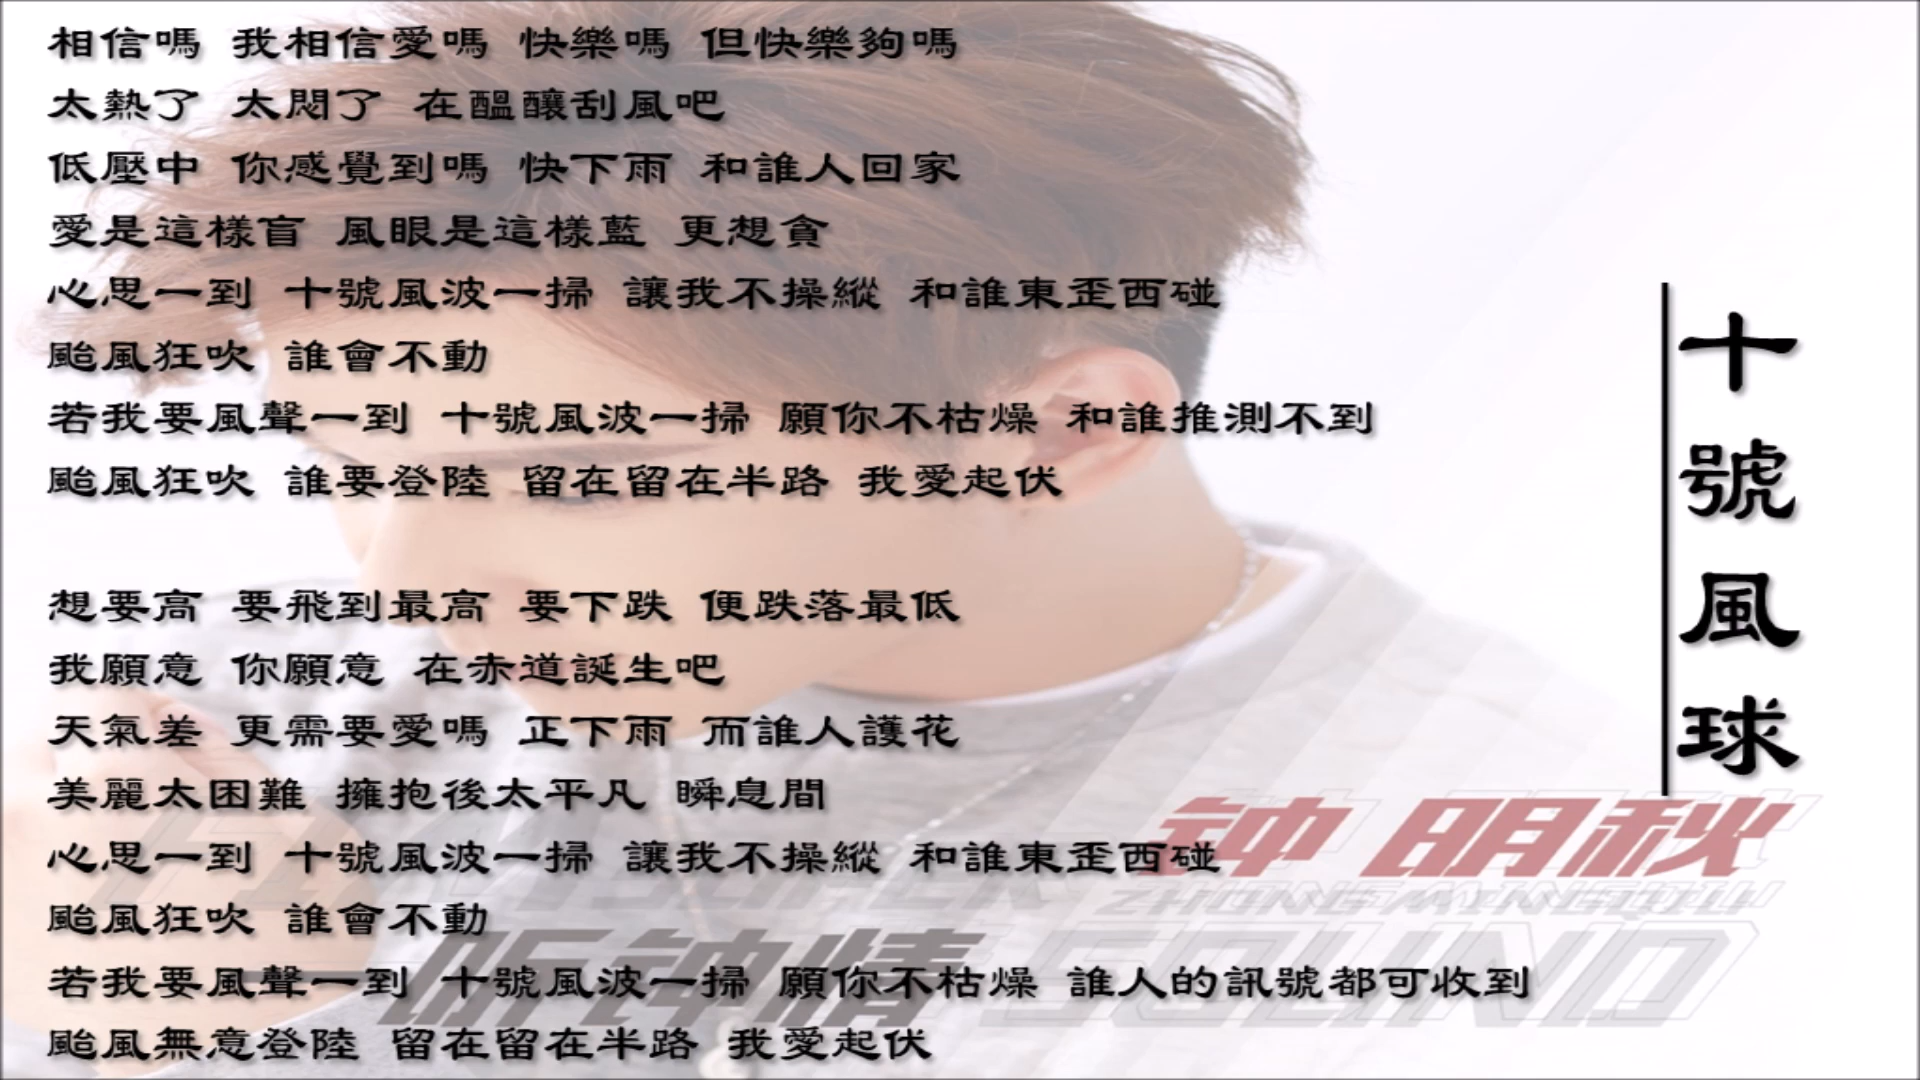 相信嗎 我相信愛嗎 快樂嗎 但快樂夠嗎
太熱了 太悶了 在醞釀刮風吧
低壓中 你感覺到嗎 快下雨 和誰人回家
愛是這樣盲 風眼是這樣藍 更想貪
心思一到 十號風波一掃 讓我不操縱 和誰東歪西碰
颱風狂吹 誰會不動
若我要風聲一到 十號風波一掃 願你不枯燥 和誰推測不到
颱風狂吹 誰要登陸 留在留在半路 我愛起伏
想要高 要飛到最高 要下跌 便跌落最低
我願意 你願意 在赤道誕生吧
天氣差 更需要愛嗎 正下雨 而誰人護花
美麗太困難 擁抱後太平凡 瞬息間
心思一到 十號風波一掃 讓我不操縱 和誰東歪西碰
颱風狂吹 誰會不動
若我要風聲一到 十號風波一掃 願你不枯燥 誰人的訊號都可收到
颱風無意登陸 留在留在半路 我愛起伏
十號風球
钟明秋
ZHONG MINGQIU
听钟情 SOUND